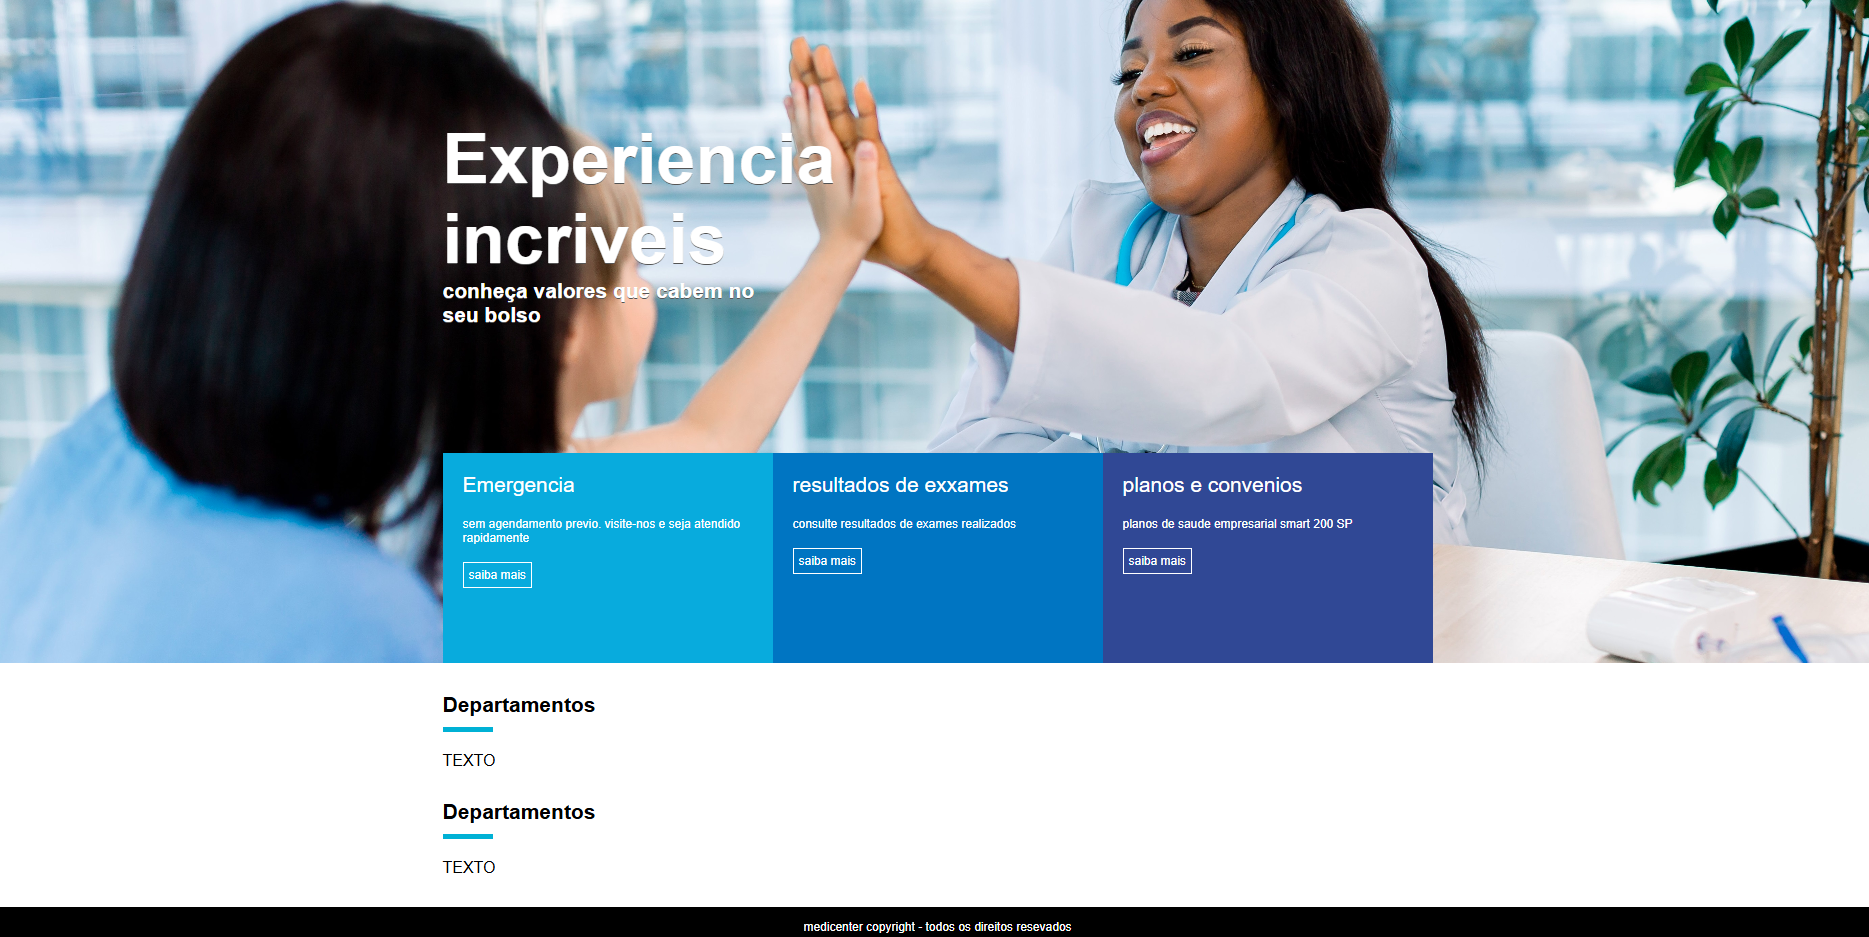 Experiencia
incriveis
conheça valores que cabem no
seu bolso
Emergencia
sem agendamento previo. visite-nos e seja atendido
rapidamente
saiba mais
resultados de exxames
consulte resultados de exames realizados
saiba mais
planos e convenios
planos de saude empresarial smart 200 SP
saiba mais
Departamentos
TEXTO
Departamentos
TEXTO
medicenter copyright - todos os direitos resevados